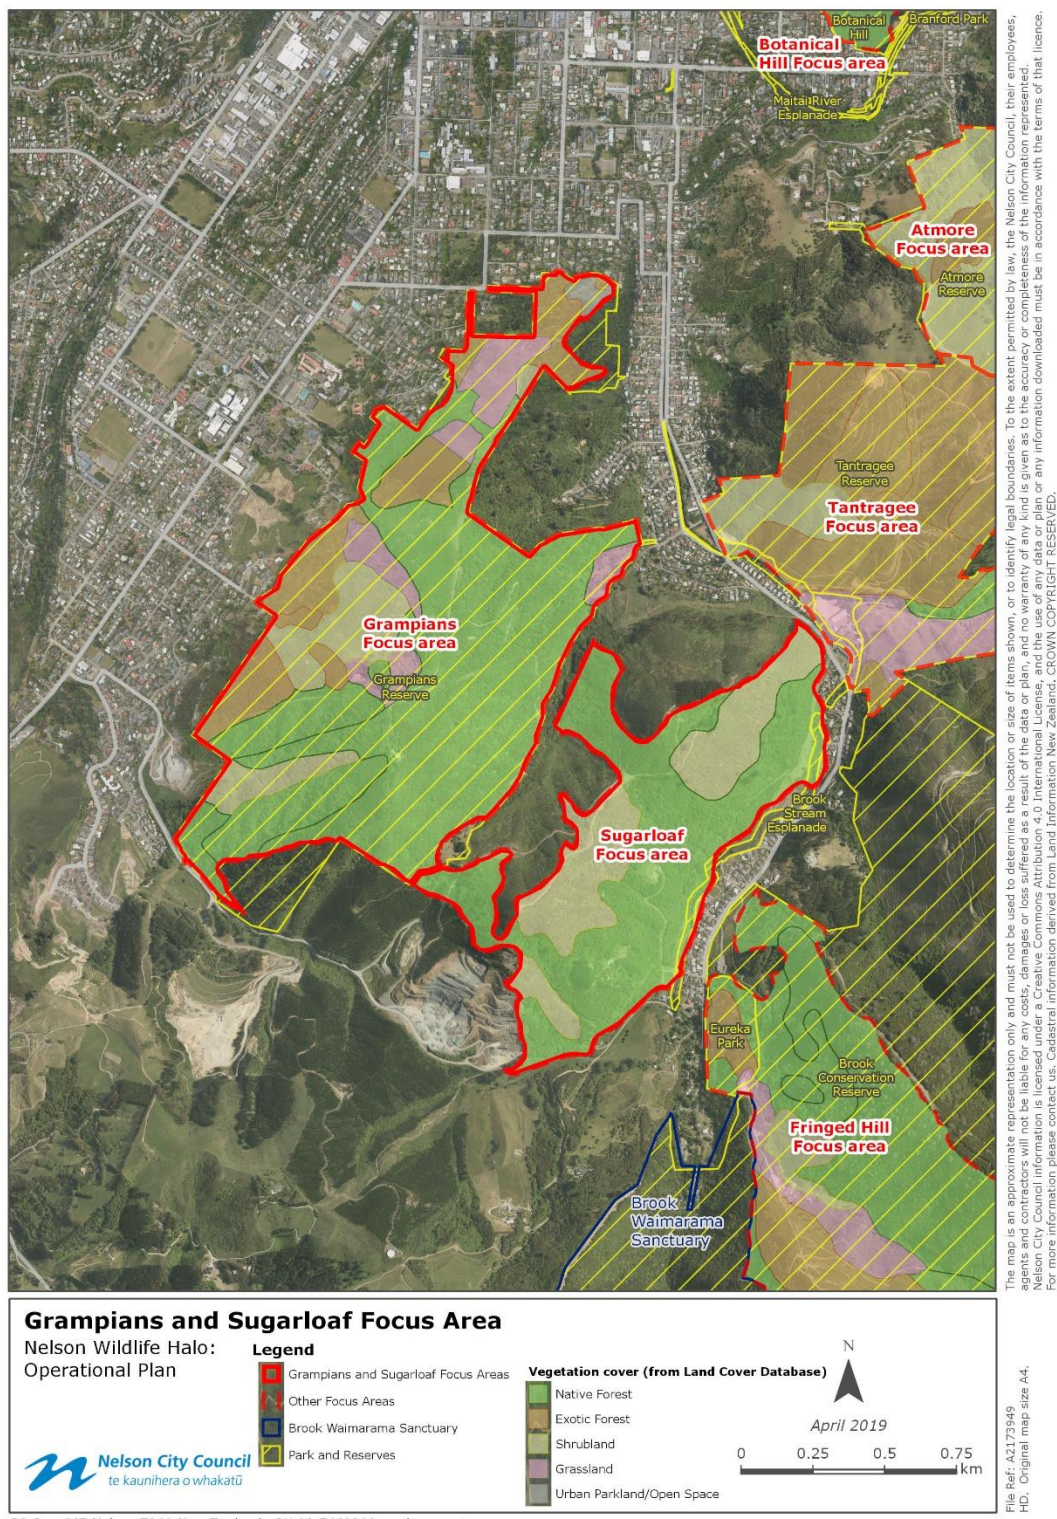 Botanical
Hill
Branford Park
Botanical
Hill Focus area
Maitai River
Esplanade
Atmore
Focus area
Atmore
Reserve
Tantragee
Reserve
Tantragee
Focus area
Grampians
Focus area
Grampians
Reserve
Sugarloaf
Focus area
Brook
Stream
Esplanade
Eureka
Park
Brook
Conservation
Reserve
Fringed Hill
Focus area
Brook
Waimarama
Sanctuary
The map is an approximate representation only and must not be used to determine the location or size of items shown, or to identify legal boundaries. To the extent permitted by law, the Nelson City Council, their employees,
agents and contractors will not be liable for any costs, damages or loss suffered as a result of the data or plan, and no warranty of any kind is given as to the accuracy or completeness of the information represented.
Nelson City Council information is licensed under a Creative Commons Attribution 4.0 International License, and the use of any data or plan or any information downloaded must be in accordance with the terms of that licence.
For more information please contact us. Cadastral information derived from Land Information New Zealand. CROWN COPYRIGHT RESERVED.
Grampians and Sugarloaf Focus Area
Nelson Wildlife Halo:
Operational Plan
Legend
Grampians and Sugarloaf Focus Areas
Other Focus Areas
Brook Waimarama Sanctuary
Park and Reserves
Vegetation cover (from Land Cover Database)
Native Forest
Exotic Forest
Shrubland
Grassland
Urban Parkland/Open Space
N
April 2019
0 0.25 0.5 0.75
km
Nelson City Council
te kaunihera o whakatū
File Ref: A2173949
HD. Original map size A4.